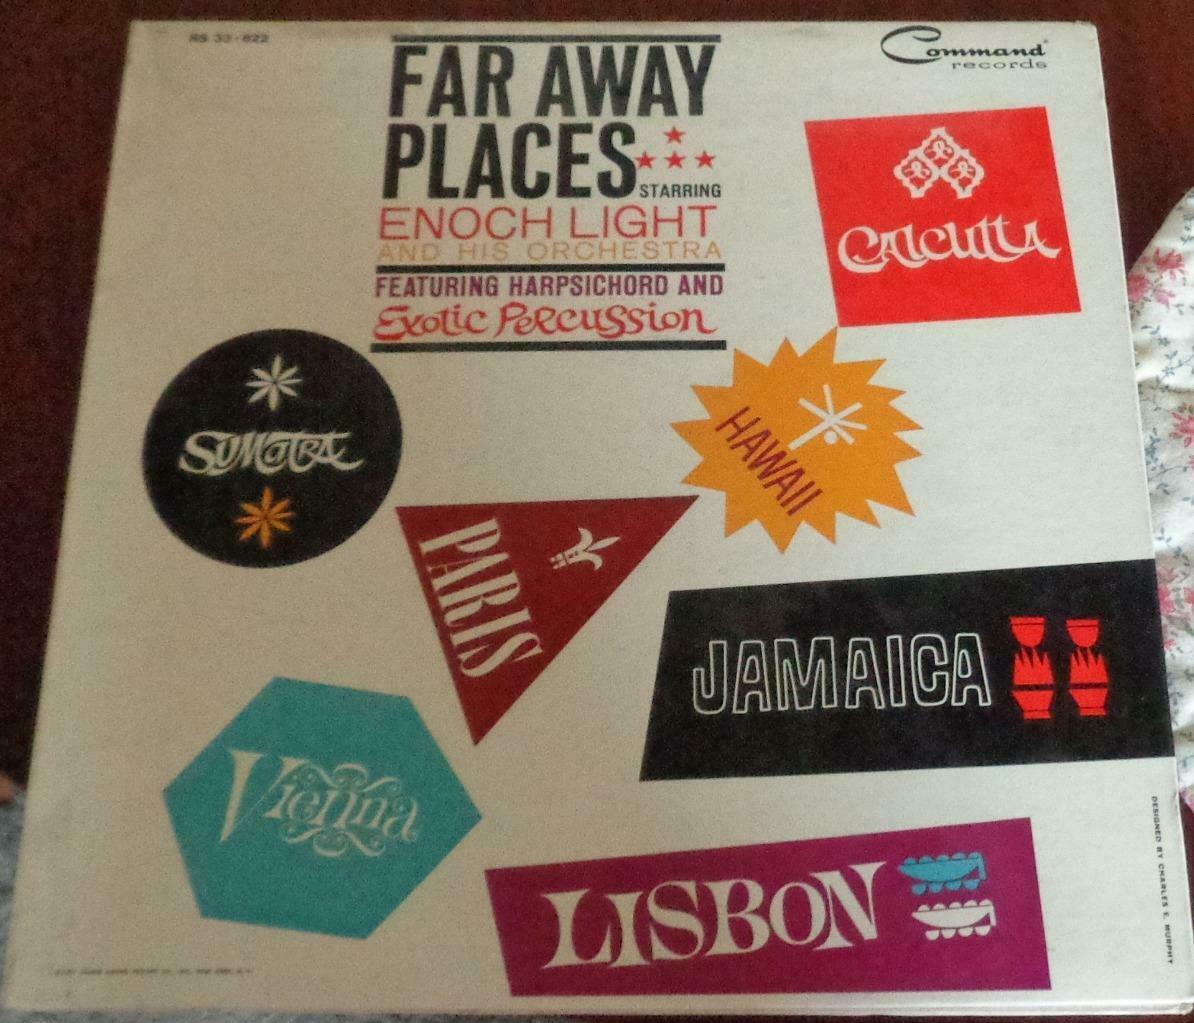 RS 33-822
Command
records
FAR AWAY
PLACES
STARRING
ENOCH LIGHT
AND HIS ORCHESTRA
FEATURING HARPSICHORD AND
Exotic Percussion
CALCUTTA
SUMATRA
HAWAII
PARIS
JAMAICA
Vienna
LISBON
DESIGNED BY CHARLES E. MURPHY